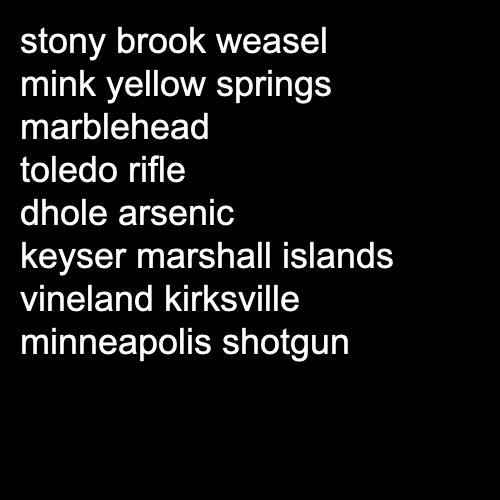 stony brook weasel
mink yellow springs
marblehead
toledo rifle
dhole arsenic
keyser marshall islands
vineland kirksville
minneapolis shotgun